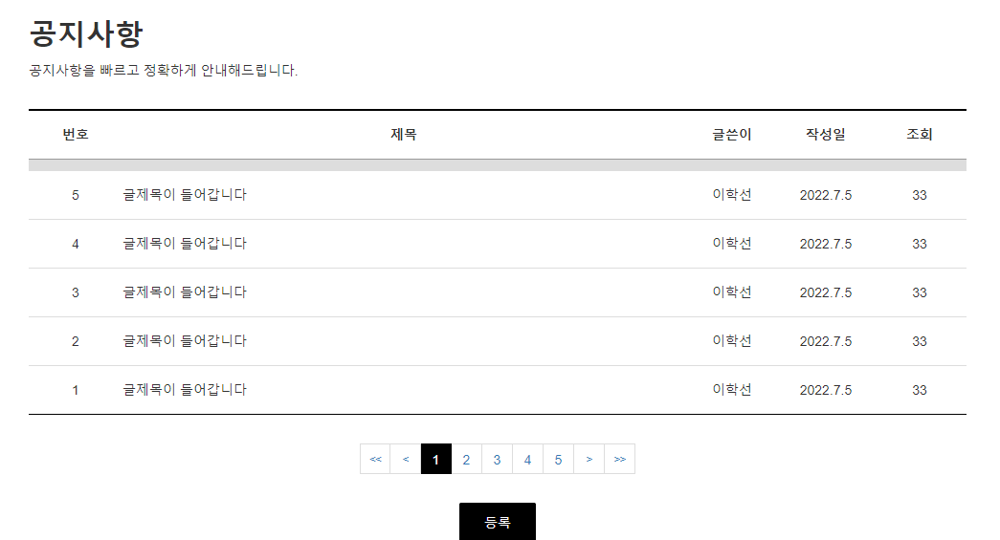 공지사항
공지사항을 빠르고 정확하게 안내해드립니다.
번호 제목 글쓴이 작성일 조회
5 글제목이 들어갑니다 이학선 2022.7.5 33
4 글제목이 들어갑니다 이학선 2022.7.5 33
3 글제목이 들어갑니다 이학선 2022.7.5 33
2 글제목이 들어갑니다 이학선 2022.7.5 33
1 글제목이 들어갑니다 이학선 2022.7.5 33
<< < 1 2 3 4 5 > >>
등록